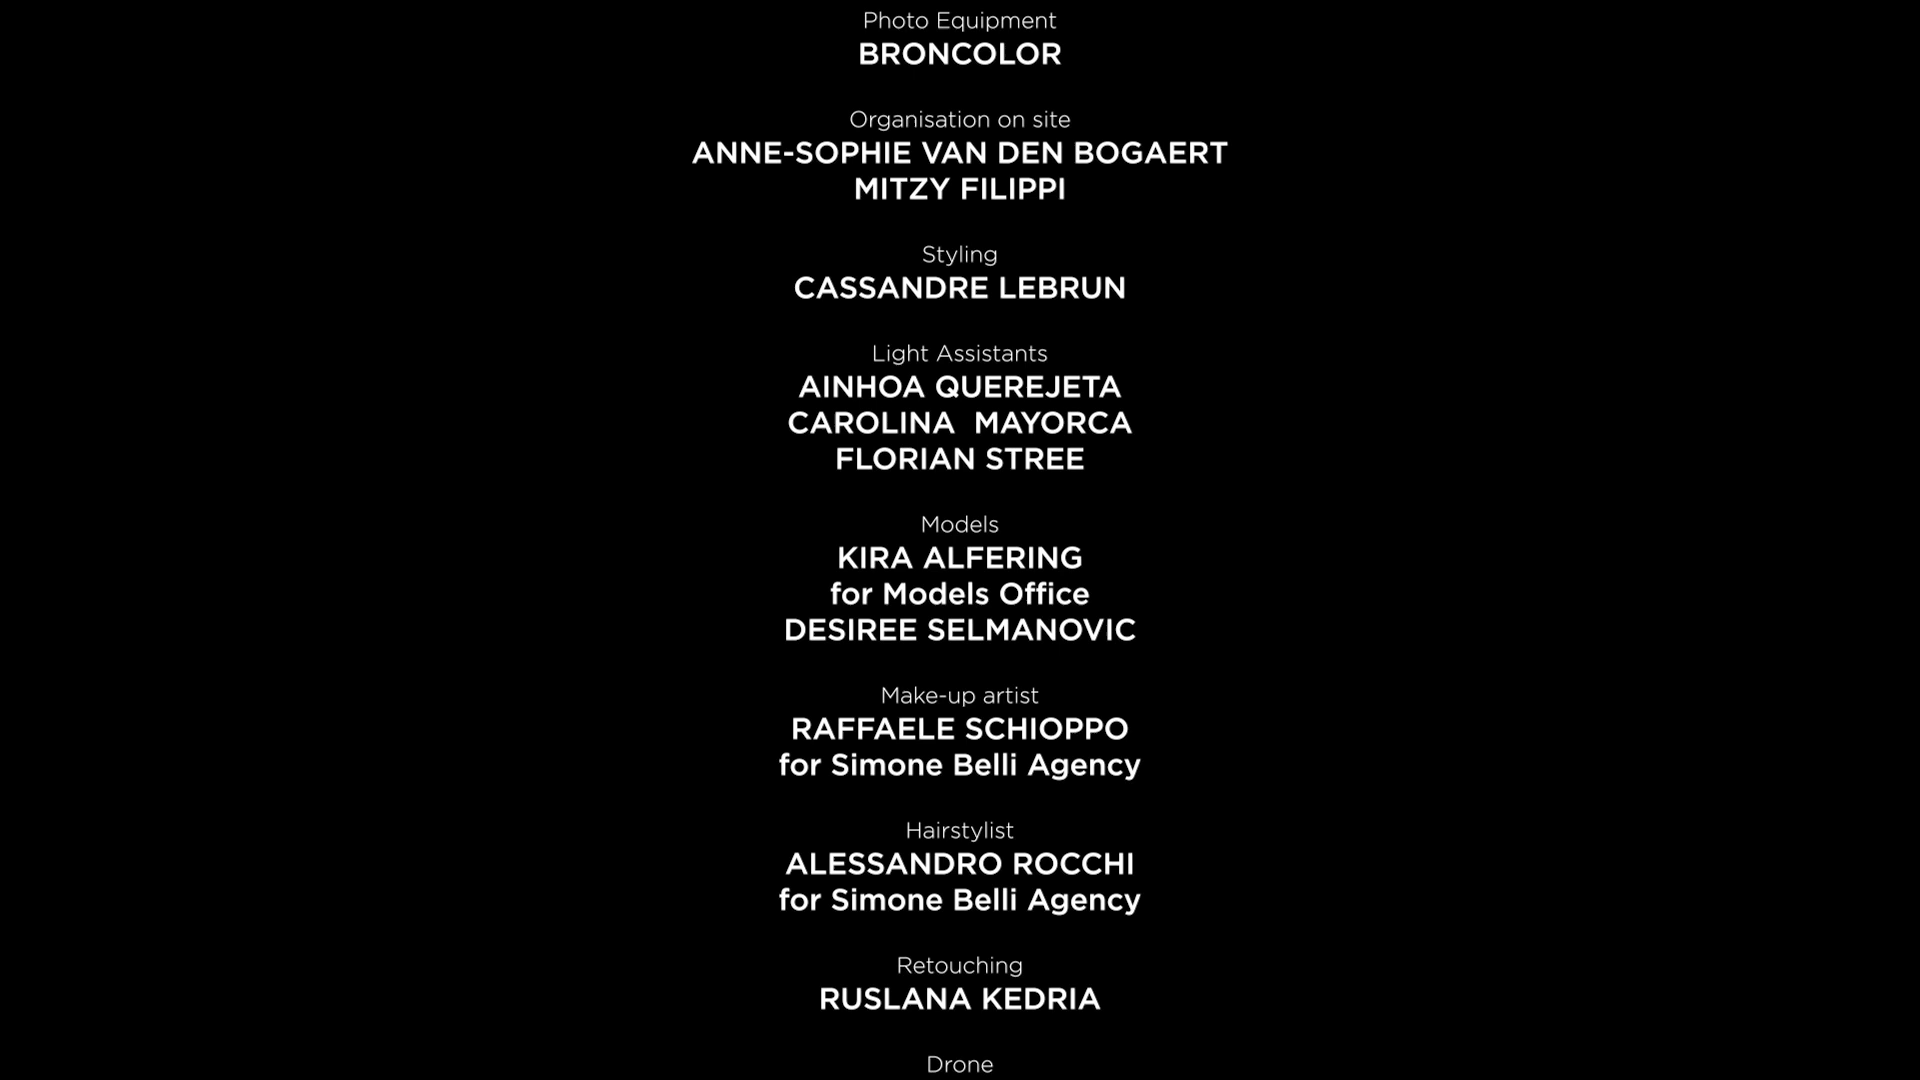 Photo Equipment
BRONCOLOR
Organisation on site
ANNE-SOPHIE VAN DEN BOGAERT
MITZY FILIPPI
Styling
CASSANDRE LEBRUN
Light Assistants
AINHOA QUEREJETA
CAROLINA  MAYORCA
FLORIAN STREE
Models
KIRA ALFERING
for Models Office
DESIREE SELMANOVIC
Make-up artist
RAFFAELE SCHIOPPO
for Simone Belli Agency
Hairstylist
ALESSANDRO ROCCHI
for Simone Belli Agency
Retouching
RUSLANA KEDRIA
Drone